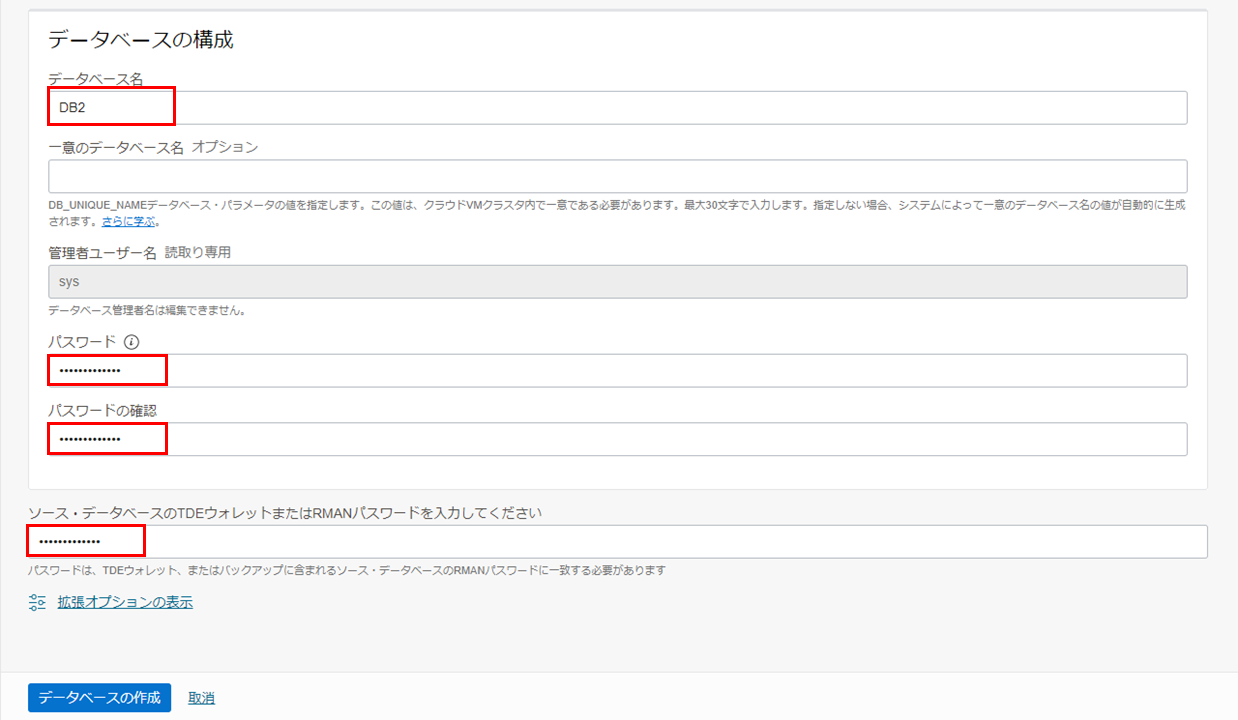 データベースの構成
データベース名
DB2
一意のデータベース名 オプション
DB_UNIQUE_NAMEデータベース・パラメータの値を指定します。この値は、クラウドVMクラスタ内で一意である必要があります。最大30文字で入力します。指定しない場合、システムによって一意のデータベース名の値が自動的に生成
されます。さらに学ぶ。
管理者ユーザー名 読取り専用
sys
データベース管理者名は編集できません。
パスワード
•••••••••••••
パスワードの確認
•••••••••••••
ソース・データベースのTDEウォレットまたはRMANパスワードを入力してください
•••••••••••••
パスワードは、TDEウォレット、またはバックアップに含まれるソース・データベースのRMANパスワードに一致する必要があります
拡張オプションの表示
データベースの作成 取消